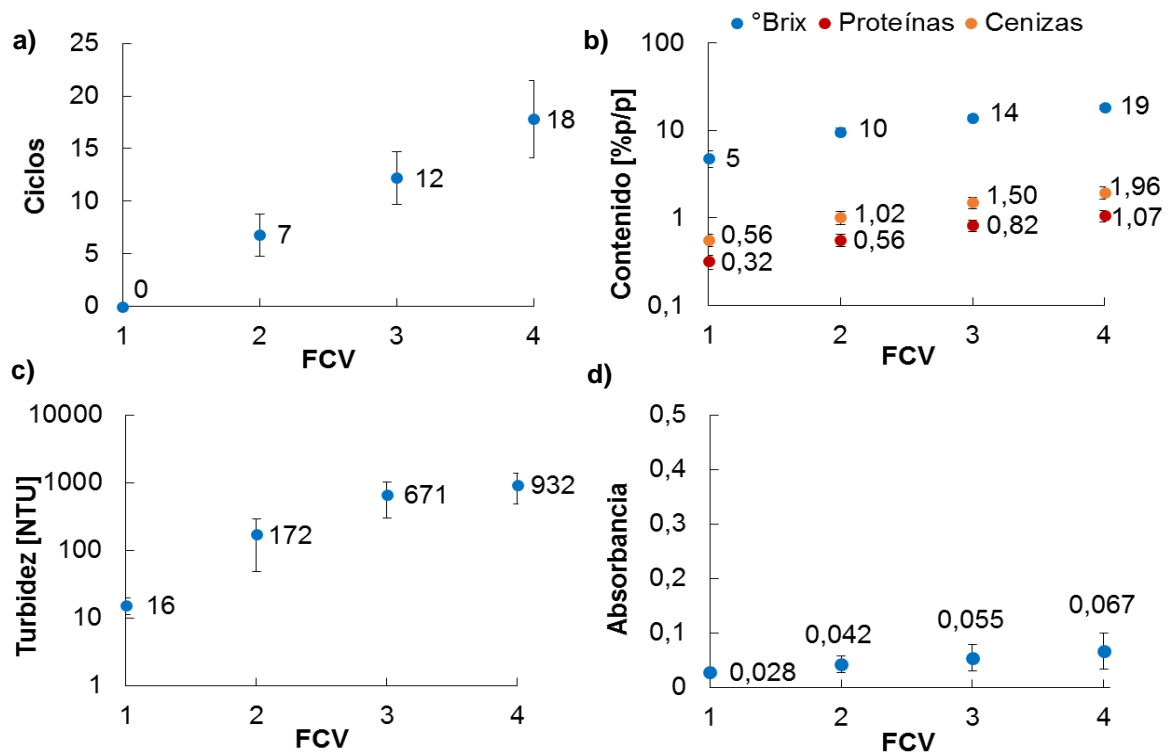 a)
Ciclos
25
20
15
10
5
0
0
7
12
18
1 2 3 4
FCV
b)
°Brix Proteínas Cenizas
Contenido [%p/p]
100
10
1
0,1
5
10
14
19
0,56
1,02
1,50
1,96
0,32
0,56
0,82
1,07
1 2 3 4
FCV
c)
Turbidez [NTU]
10000
1000
100
10
1
16
172
671
932
1 2 3 4
FCV
d)
Absorbancia
0,5
0,4
0,3
0,2
0,1
0
0,028
0,042
0,055
0,067
1 2 3 4
FCV